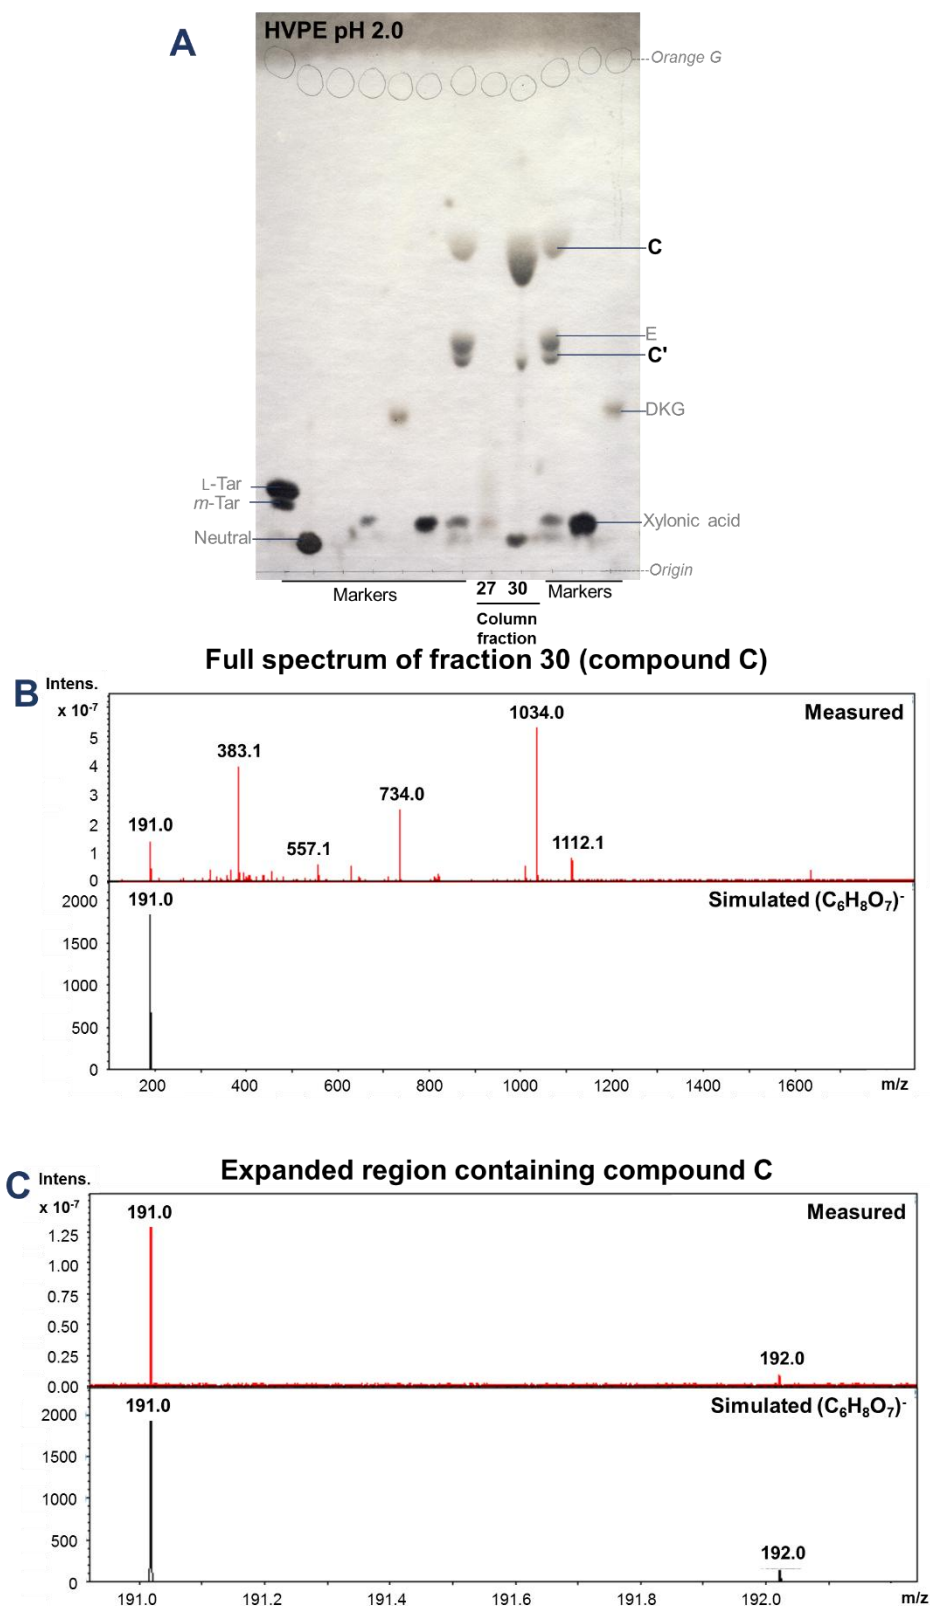 A
HVPE pH 2.0
Orange G
C
E
C'
DKG
L-Tar
m-Tar
Xylonic acid
Neutral
Origin
Markers
27 30
Markers
Column
fraction
Full spectrum of fraction 30 (compound C)
B
Intens.
x 10-7
Measured
1034.0
383.1
734.0
191.0
557.1
1112.1
5
4
3
2
1
0
Simulated (C6H8O7)-
191.0
2000
1500
1000
500
0
200 400 600 800 1000 1200 1400 1600 m/z
Expanded region containing compound C
C
Intens.
x 10-7
191.0
Measured
1.25
1.00
0.75
0.50
0.25
0.00
192.0
191.0
Simulated (C6H8O7)-
2000
1500
1000
500
0
192.0
191.0 191.2 191.4 191.6 191.8 192.0 m/z